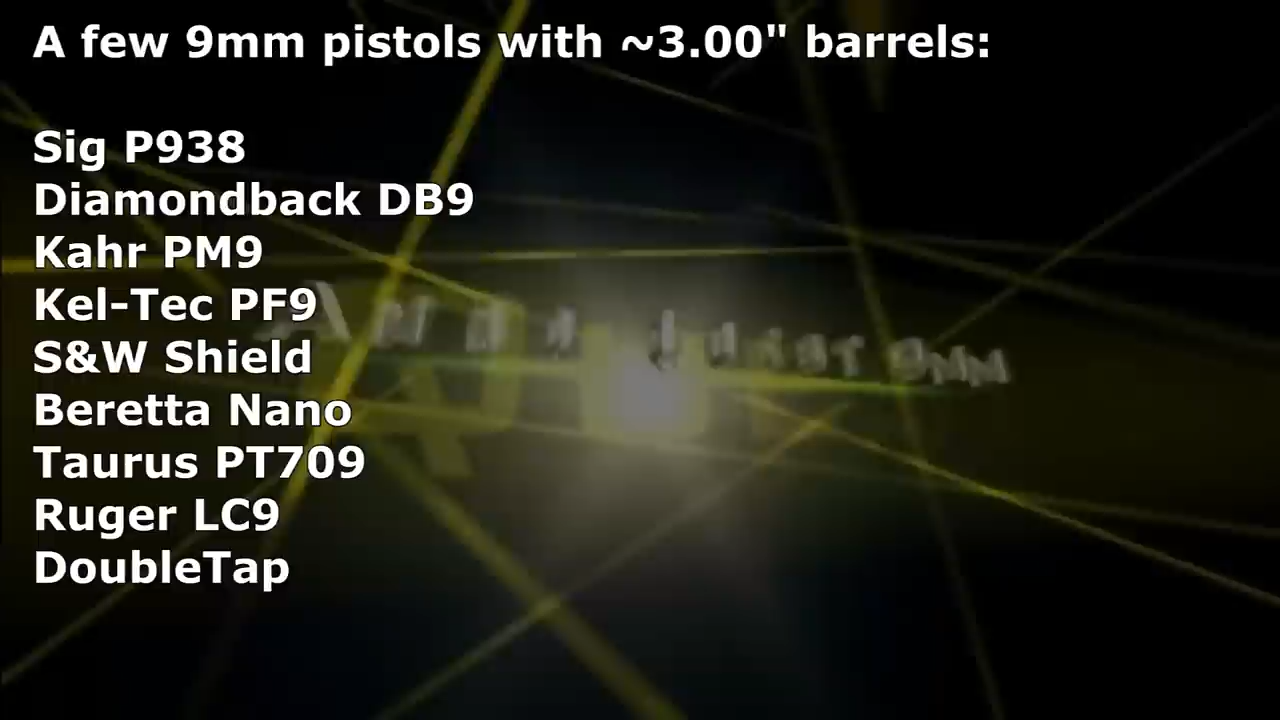 A few 9mm pistols with ~3.00" barrels:
Sig P938
Diamondback DB9
Kahr PM9
Kel-Tec PF9
S&W Shield
Beretta Nano
Taurus PT709
Ruger LC9
DoubleTap
9MM